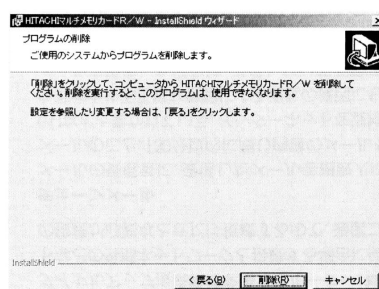 HITACHIマルチメモリカードR／W - InstallShield ウィザード
プログラムの削除
ご使用のシステムからプログラムを削除します。
「削除」をクリックして、コンピュータから HITACHIマルチメモリカードR／W を削除して
ください。削除を実行すると、このプログラムは、使用できなくなります。
設定を参照したり変更する場合は、「戻る」をクリックします。
InstallShield
< 戻る(B)
削除(R)
キャンセル